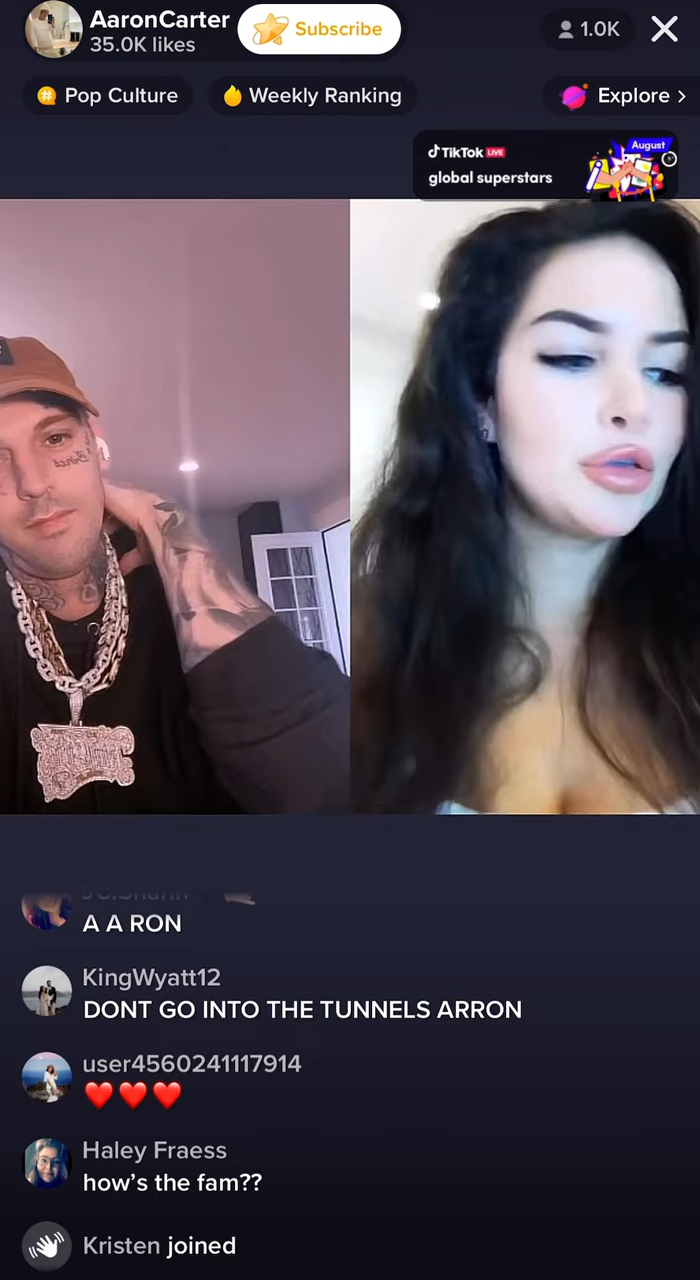 AaronCarter
35.0K likes
Subscribe
1.0K
Pop Culture
Weekly Ranking
Explore
TikTok LIVE
August
global superstars
A A RON
KingWyatt12
DONT GO INTO THE TUNNELS ARRON
user4560241117914
❤️❤️❤️
Haley Fraess
how’s the fam??
Kristen joined